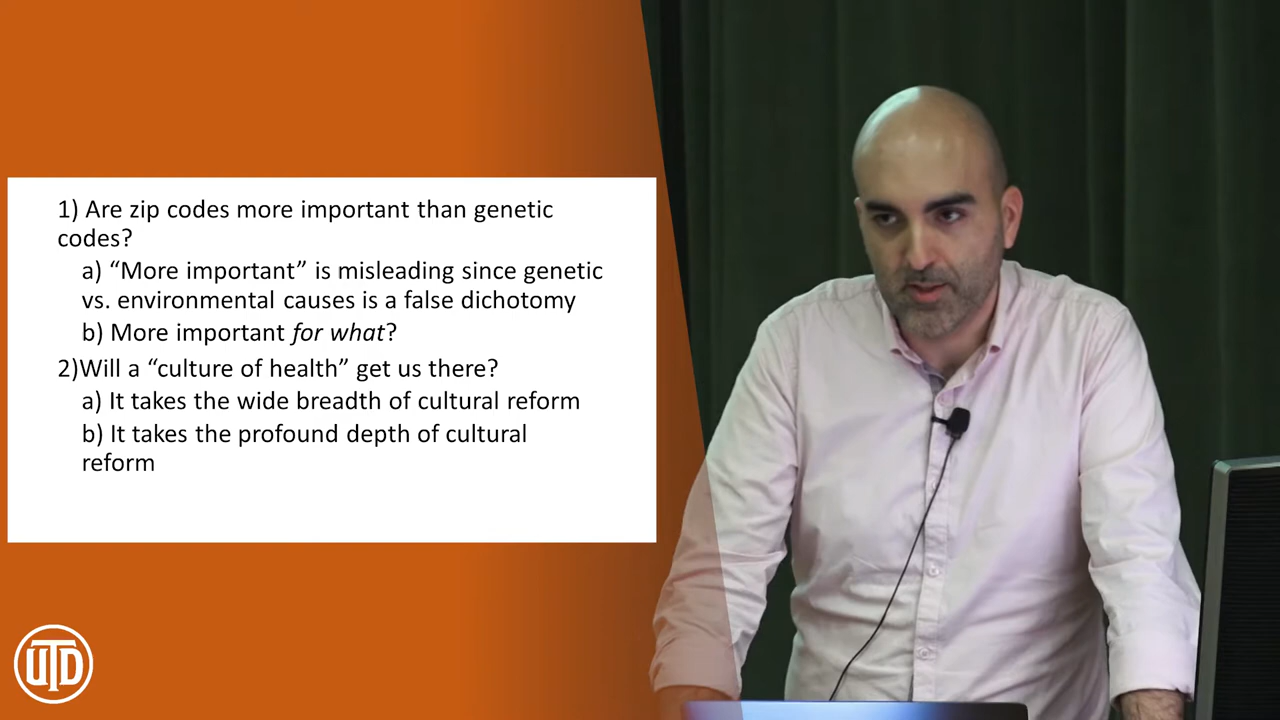 1) Are zip codes more important than genetic
codes?
a) “More important” is misleading since genetic
vs. environmental causes is a false dichotomy
b) More important for what?
2)Will a “culture of health” get us there?
a) It takes the wide breadth of cultural reform
b) It takes the profound depth of cultural
reform
UTD